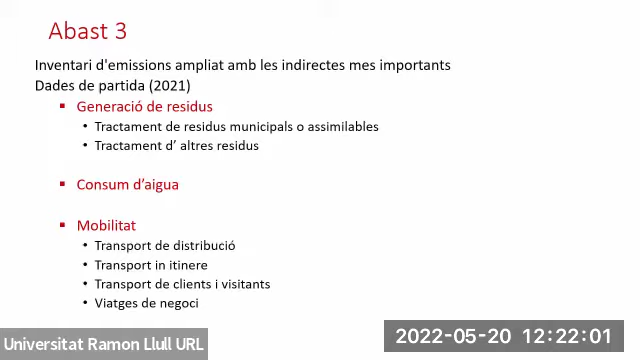 Abast 3
Inventari d'emissions ampliat amb les indirectes mes importants
Dades de partida (2021)
▪ Generació de residus
• Tractament de residus municipals o assimilables
• Tractament d’ altres residus
▪ Consum d’aigua
▪ Mobilitat
• Transport de distribució
• Transport in itinere
• Transport de clients i visitants
• Viatges de negoci
Universitat Ramon Llull URL
2022-05-20 12:22:01